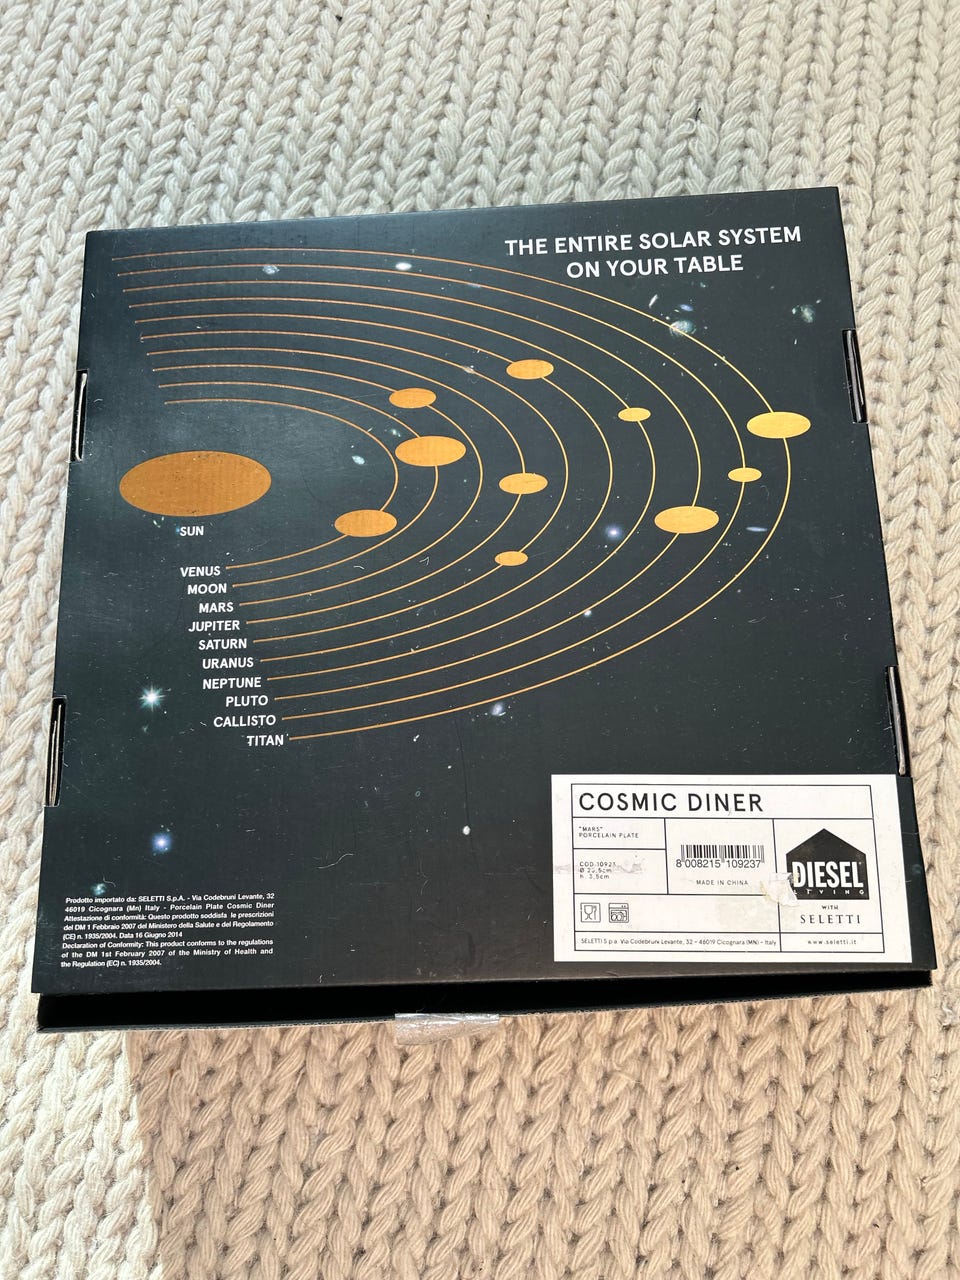 THE ENTIRE SOLAR SYSTEM
ON YOUR TABLE
SUN
VENUS
MOON
MARS
JUPITER
SATURN
URANUS
NEPTUNE
PLUTO
CALLISTO
TITAN
Prodotto importato da: SELETTI S.p.A. - Via Codebruni Levante, 32
46019 Cicognara (Mn) Italy - Porcelain Plate Cosmic Diner
Attestazione di conformità: Questo prodotto soddisfa le prescrizioni
del DM 1 Febbraio 2007 del Ministero della Salute e del Regolamento
(CE) n. 1935/2004. Data 16 Giugno 2014
Declaration of Conformity: This product conforms to the regulations
of the DM 1st February 2007 of the Ministry of Health and
the Regulation (EC) n. 1935/2004.
COSMIC DINER
"MARS"
PORCELAIN PLATE
COD.10923
h. 3,5cm
8 008215 109237
MADE IN CHINA
DIESEL
LIVING
WITH
SELETTI
SELETTI S.p.a. Via Codebruni Levante, 32 - 46019 Cicognara (MN) - Italy
www.seletti.it